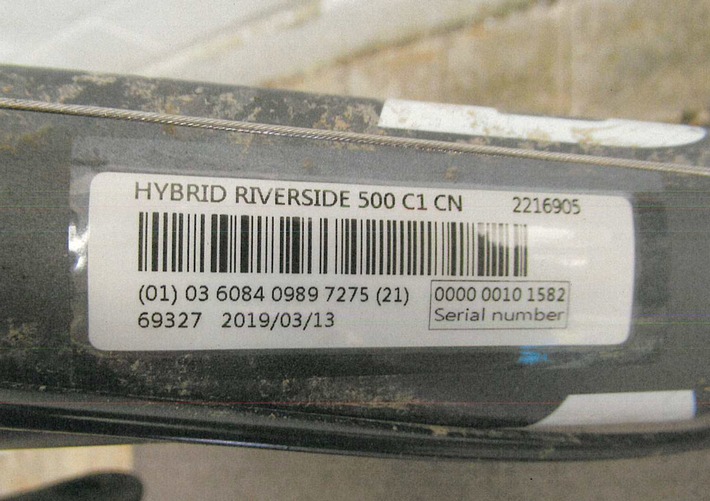 HYBRID RIVERSIDE 500 C1 CN 2216905
(01) 03 6084 0989 7275 (21) 0000 0010 1582
69327 2019/03/13 Serial number